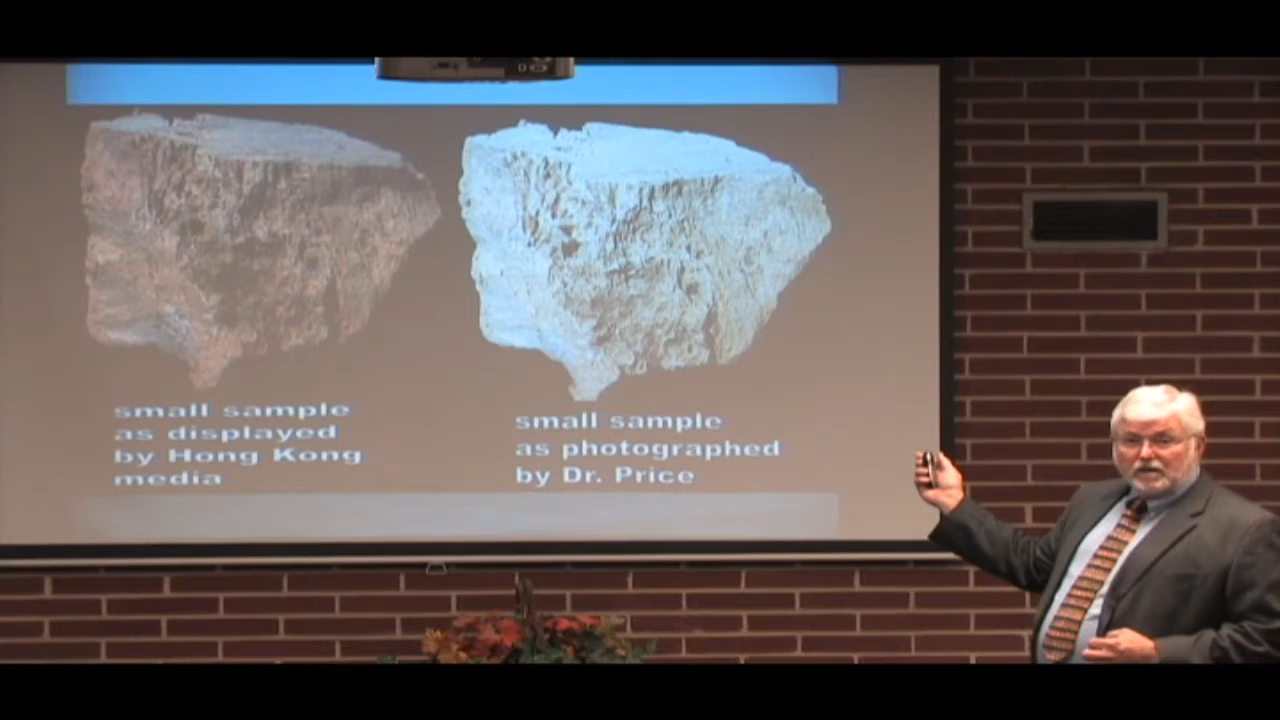 small sample
as displayed
by Hong Kong
media
small sample
as photographed
by Dr. Price